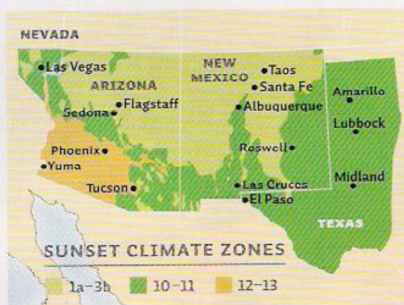 NEVADA
Las Vegas
ARIZONA
NEW
MEXICO
Taos
Santa Fe
Flagstaff
Sedona
Albuquerque
Amarillo
Lubbock
Phoenix
Roswell
Yuma
Tucson
Las Cruces
Midland
El Paso
TEXAS
SUNSET CLIMATE ZONES
1a–3b 10–11 12–13